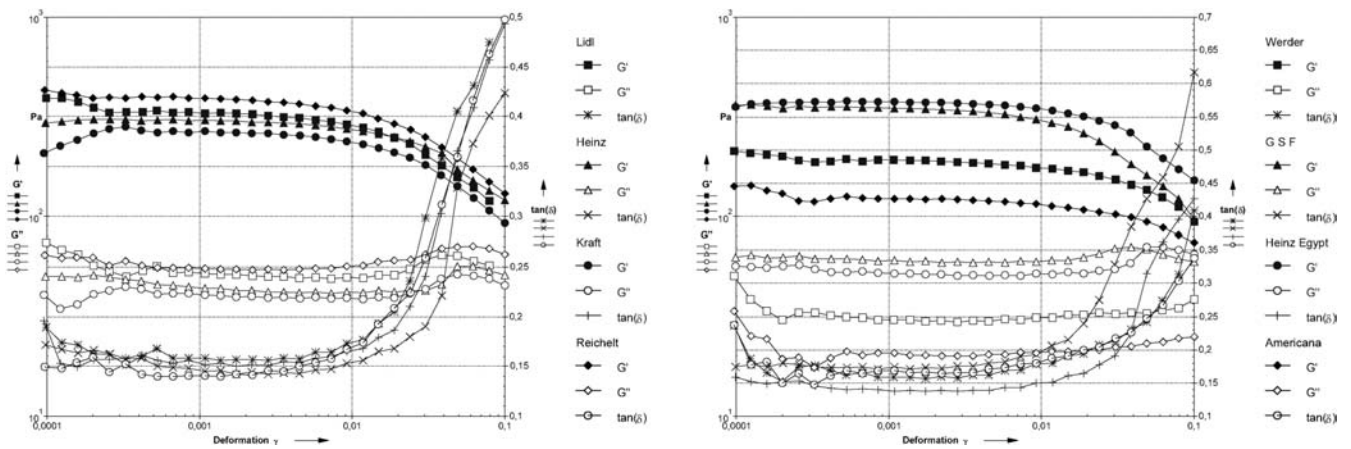 10³
Pa
G'
G"
10²
10¹
0,0001
0,001
0,01
0,1
Deformation γ
0,5
0,45
0,4
0,35
0,3
0,25
0,2
0,15
0,1
tan(δ)
Lidl
G'
G"
tan(δ)
Heinz
G'
G"
tan(δ)
Kraft
G'
G"
tan(δ)
Reichelt
G'
G"
tan(δ)
10³
Pa
G'
G"
10²
10¹
0,0001
0,001
0,01
0,1
Deformation γ
0,7
0,65
0,6
0,55
0,5
0,45
0,4
0,35
0,3
0,25
0,2
0,15
0,1
tan(δ)
Werder
G'
G"
tan(δ)
G S F
G'
G"
tan(δ)
Heinz Egypt
G'
G"
tan(δ)
Americana
G'
G"
tan(δ)